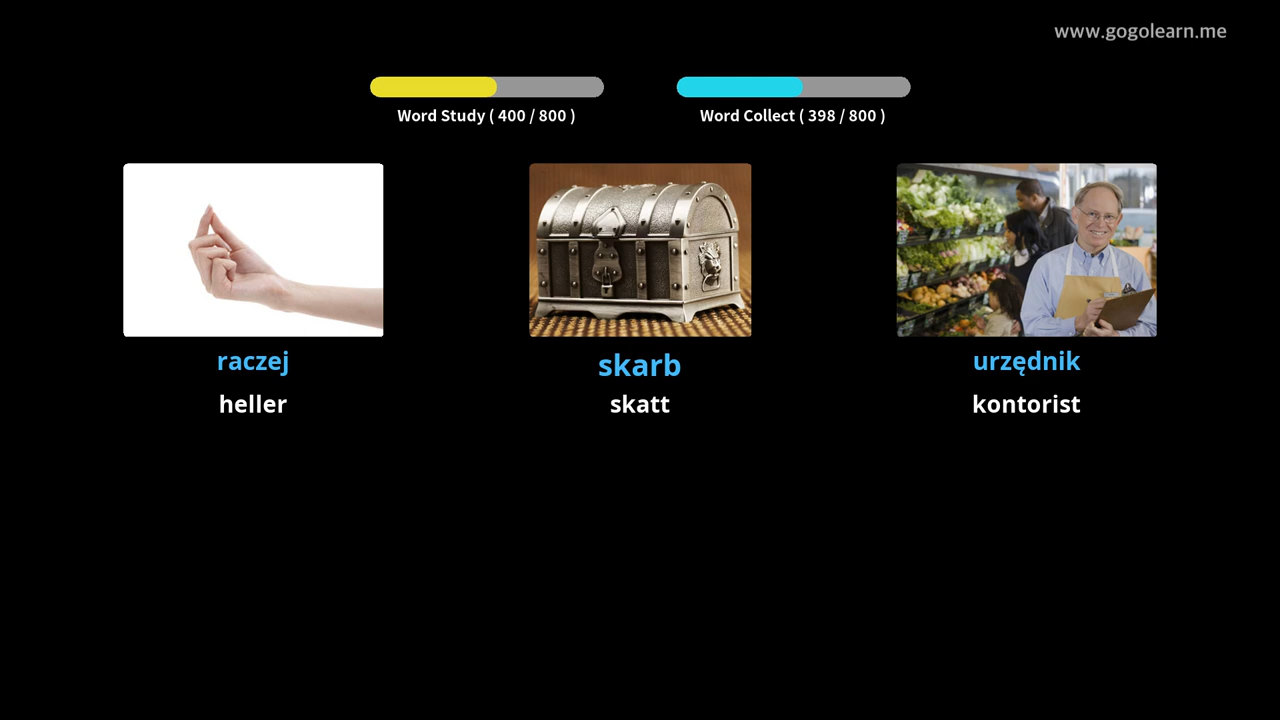 www.gogolearn.me
Word Study ( 400 / 800 )
Word Collect ( 398 / 800 )
raczej
heller
skarb
skatt
urzędnik
kontorist